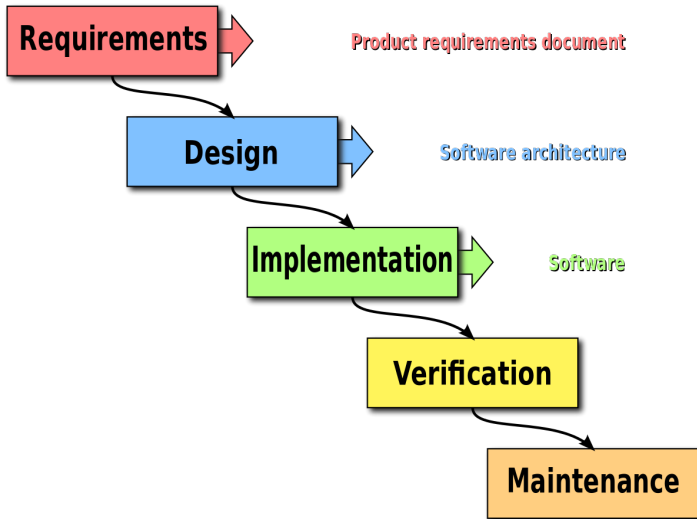 Requirements
Product requirements document
Design
Software architecture
Implementation
Software
Verification
Maintenance